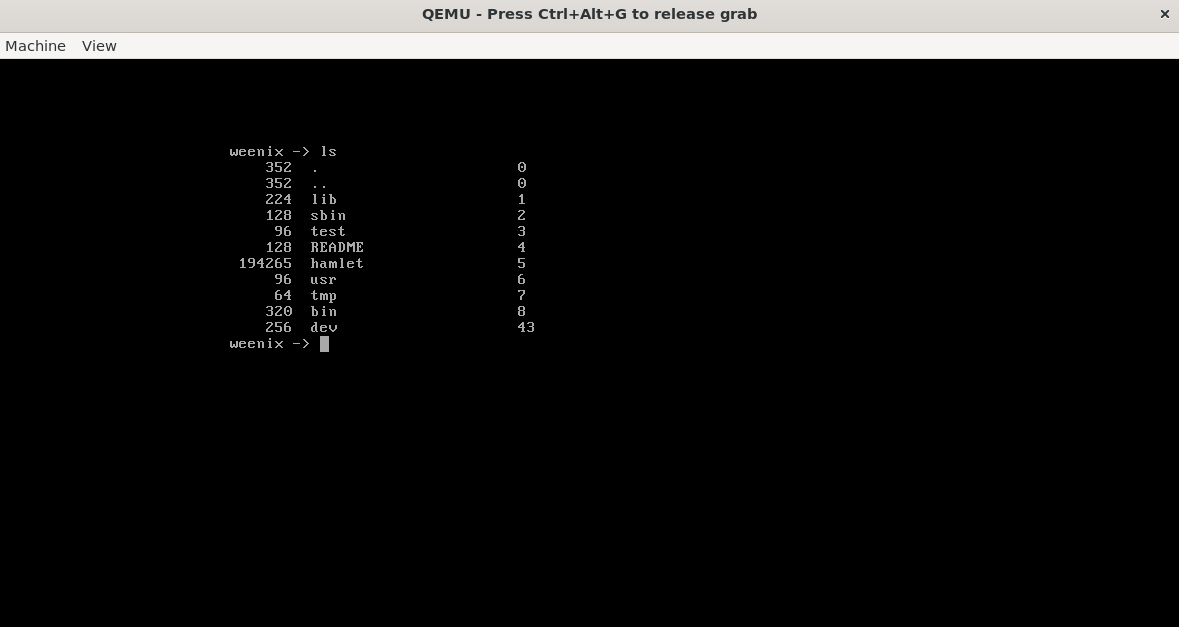 QEMU - Press Ctrl+Alt+G to release grab ×
Machine View
weenix -> ls
352 . 0
352 .. 0
224 lib 1
128 sbin 2
96 test 3
128 README 4
194265 hamlet 5
96 usr 6
64 tmp 7
320 bin 8
256 dev 43
weenix ->